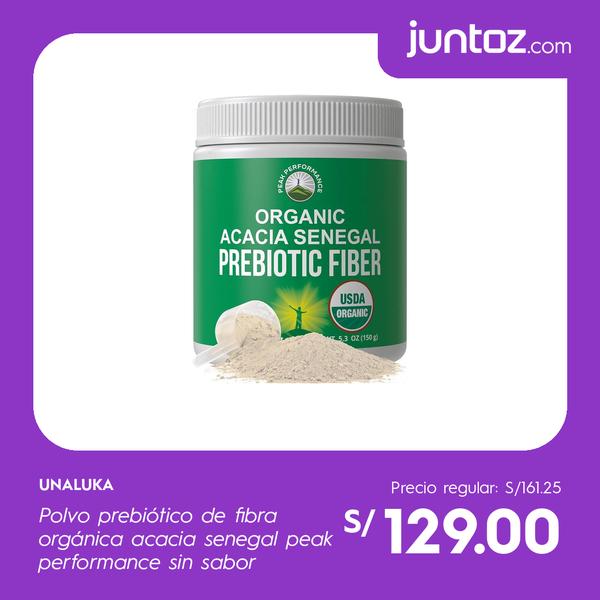 juntoz.com
PEAK PERFORMANCE
ORGANIC
ACACIA SENEGAL
PREBIOTIC FIBER
USDA
ORGANIC
5.3 OZ (150 g)
UNALUKA
Precio regular: S/161.25
Polvo prebiótico de fibra
orgánica acacia senegal peak
performance sin sabor
S/ 129.00